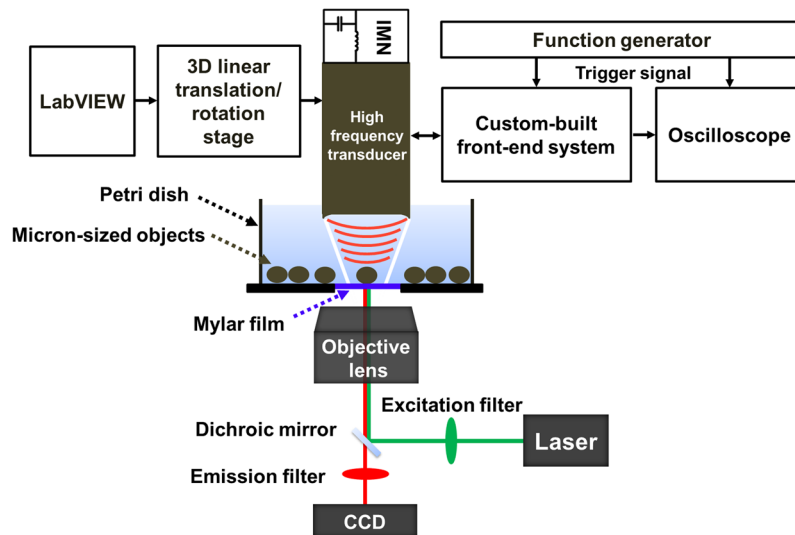 IMN
Function generator
LabVIEW
3D linear
translation/
rotation
stage
High
frequency
transducer
Trigger signal
Custom-built
front-end system
Oscilloscope
Petri dish
Micron-sized objects
Mylar film
Objective
lens
Excitation filter
Dichroic mirror
Laser
Emission filter
CCD